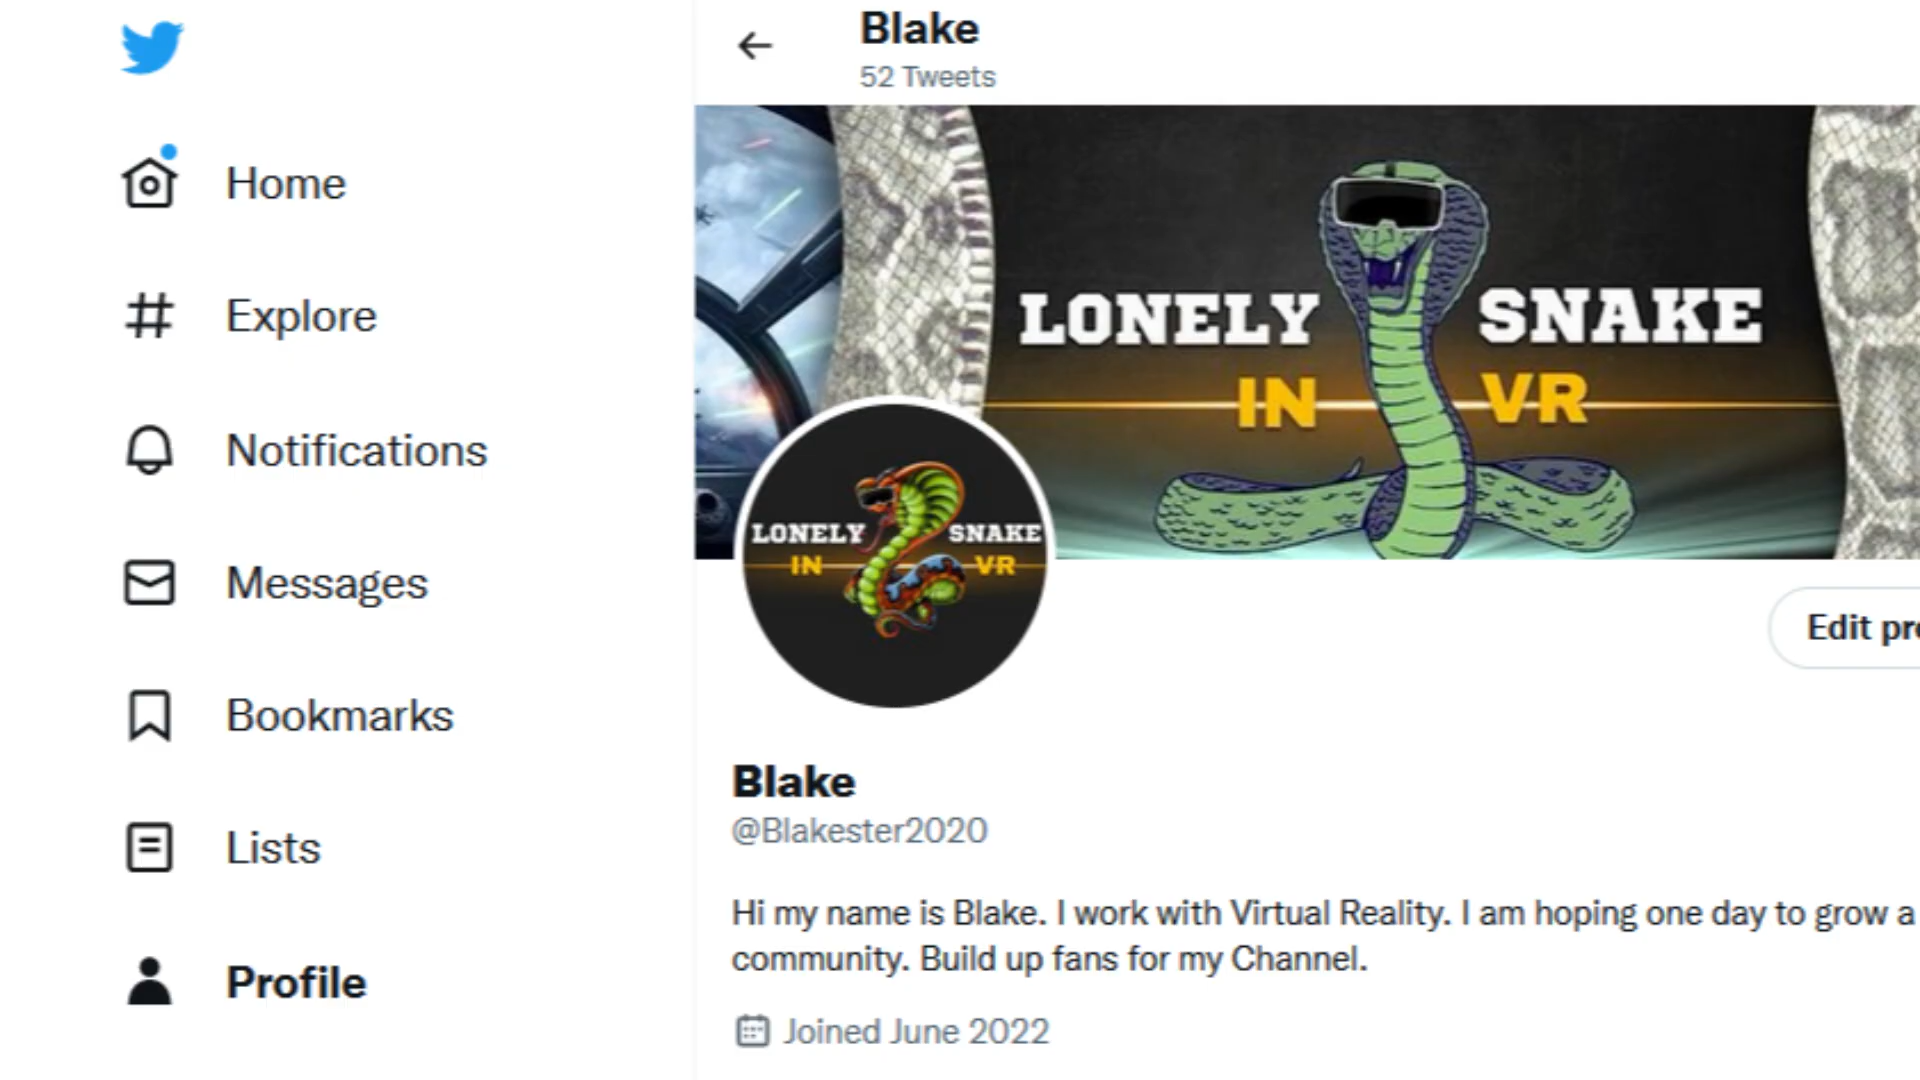 Home
Explore
Notifications
Messages
Bookmarks
Lists
Profile
Blake
52 Tweets
LONELY SNAKE
IN VR
LONELY SNAKE
IN VR
Edit pr
Blake
@Blakester2020
Hi my name is Blake. I work with Virtual Reality. I am hoping one day to grow a
community. Build up fans for my Channel.
Joined June 2022